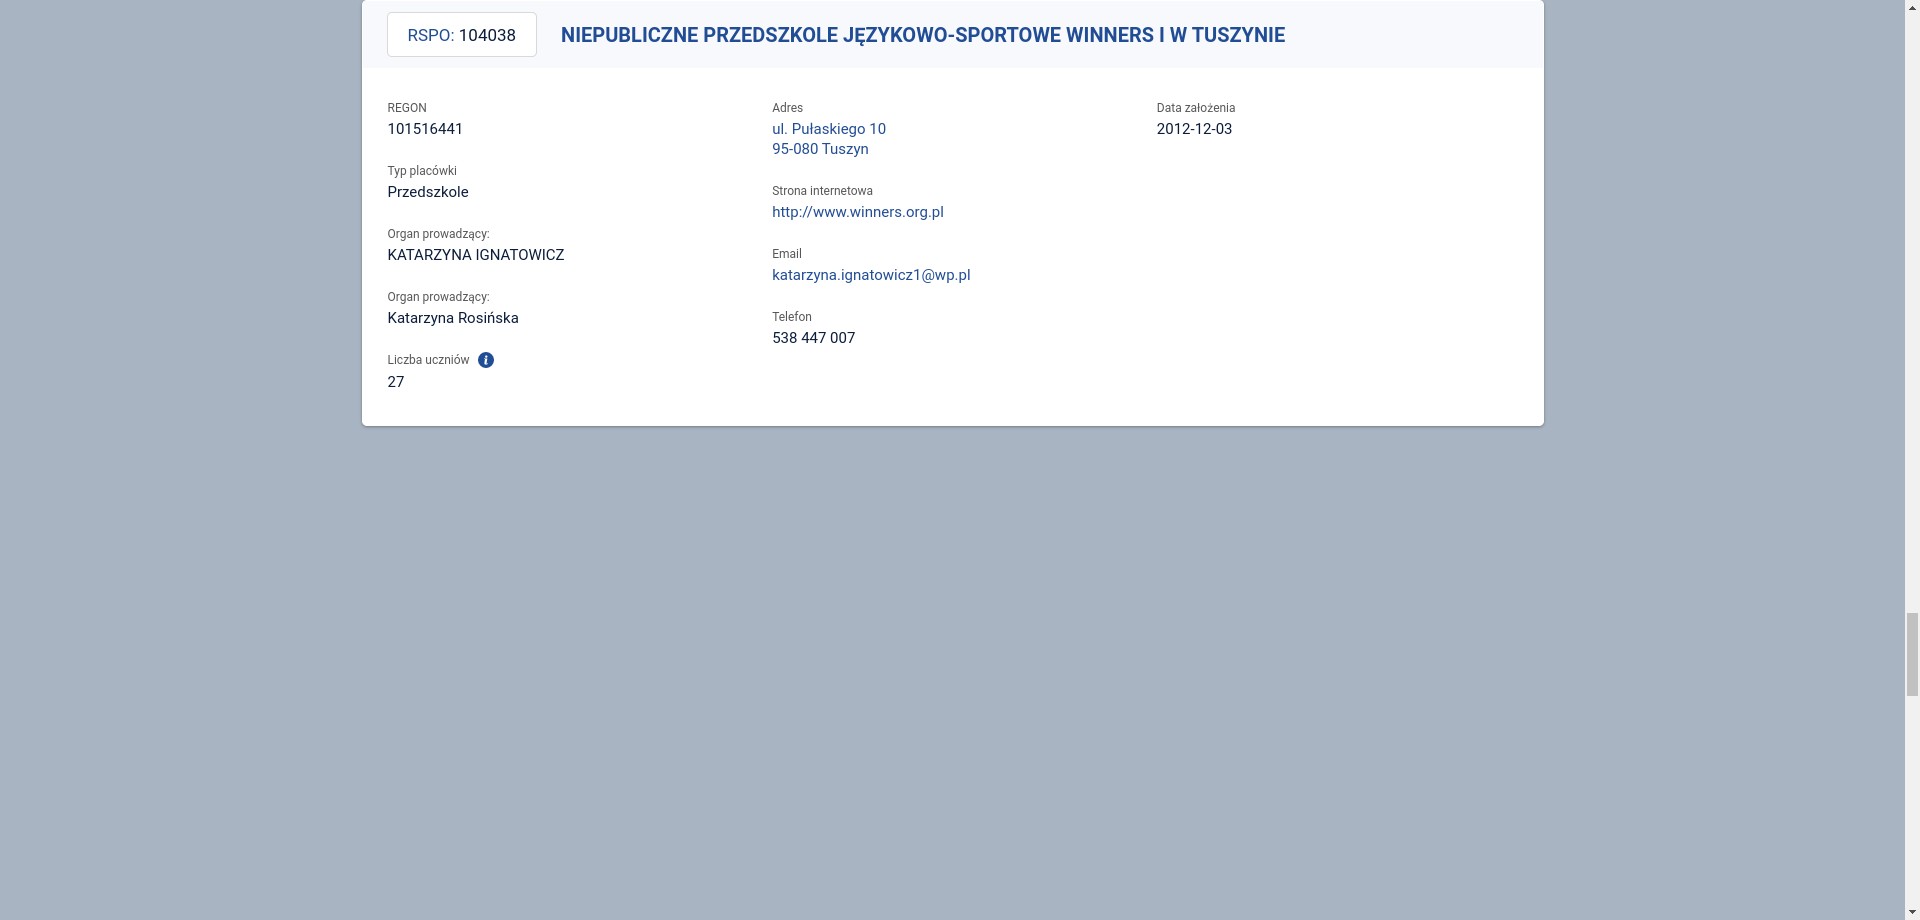 RSPO: 104038
NIEPUBLICZNE PRZEDSZKOLE JĘZYKOWO-SPORTOWE WINNERS I W TUSZYNIE
REGON
101516441
Typ placówki
Przedszkole
Organ prowadzący:
KATARZYNA IGNATOWICZ
Organ prowadzący:
Katarzyna Rosińska
Liczba uczniów
27
Adres
ul. Pułaskiego 10
95-080 Tuszyn
Strona internetowa
http://www.winners.org.pl
Email
katarzyna.ignatowicz1@wp.pl
Telefon
538 447 007
Data założenia
2012-12-03